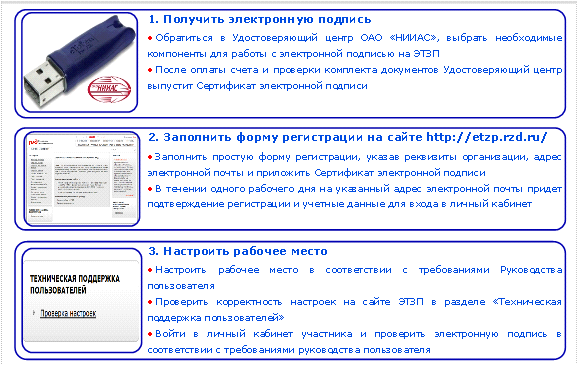 1. Получить электронную подпись
• Обратиться в Удостоверяющий центр ОАО «НИИАС», выбрать необходимые
компоненты для работы с электронной подписью на ЭТЗП
• После оплаты счета и проверки комплекта документов Удостоверяющий центр
выпустит Сертификат электронной подписи
НИИАС
2. Заполнить форму регистрации на сайте http://etzp.rzd.ru/
• Заполнить простую форму регистрации, указав реквизиты организации, адрес
электронной почты и приложить Сертификат электронной подписи
• В течении одного рабочего дня на указанный адрес электронной почты придет
подтверждение регистрации и учетные данные для входа в личный кабинет
3. Настроить рабочее место
• Настроить рабочее место в соответствии с требованиями Руководства
пользователя
• Проверить корректность настроек на сайте ЭТЗП в разделе «Техническая
поддержка пользователей»
• Войти в личный кабинет участника и проверить электронную подпись в
соответствии с требованиями руководства пользователя
ТЕХНИЧЕСКАЯ ПОДДЕРЖКА
ПОЛЬЗОВАТЕЛЕЙ
Проверка настроек